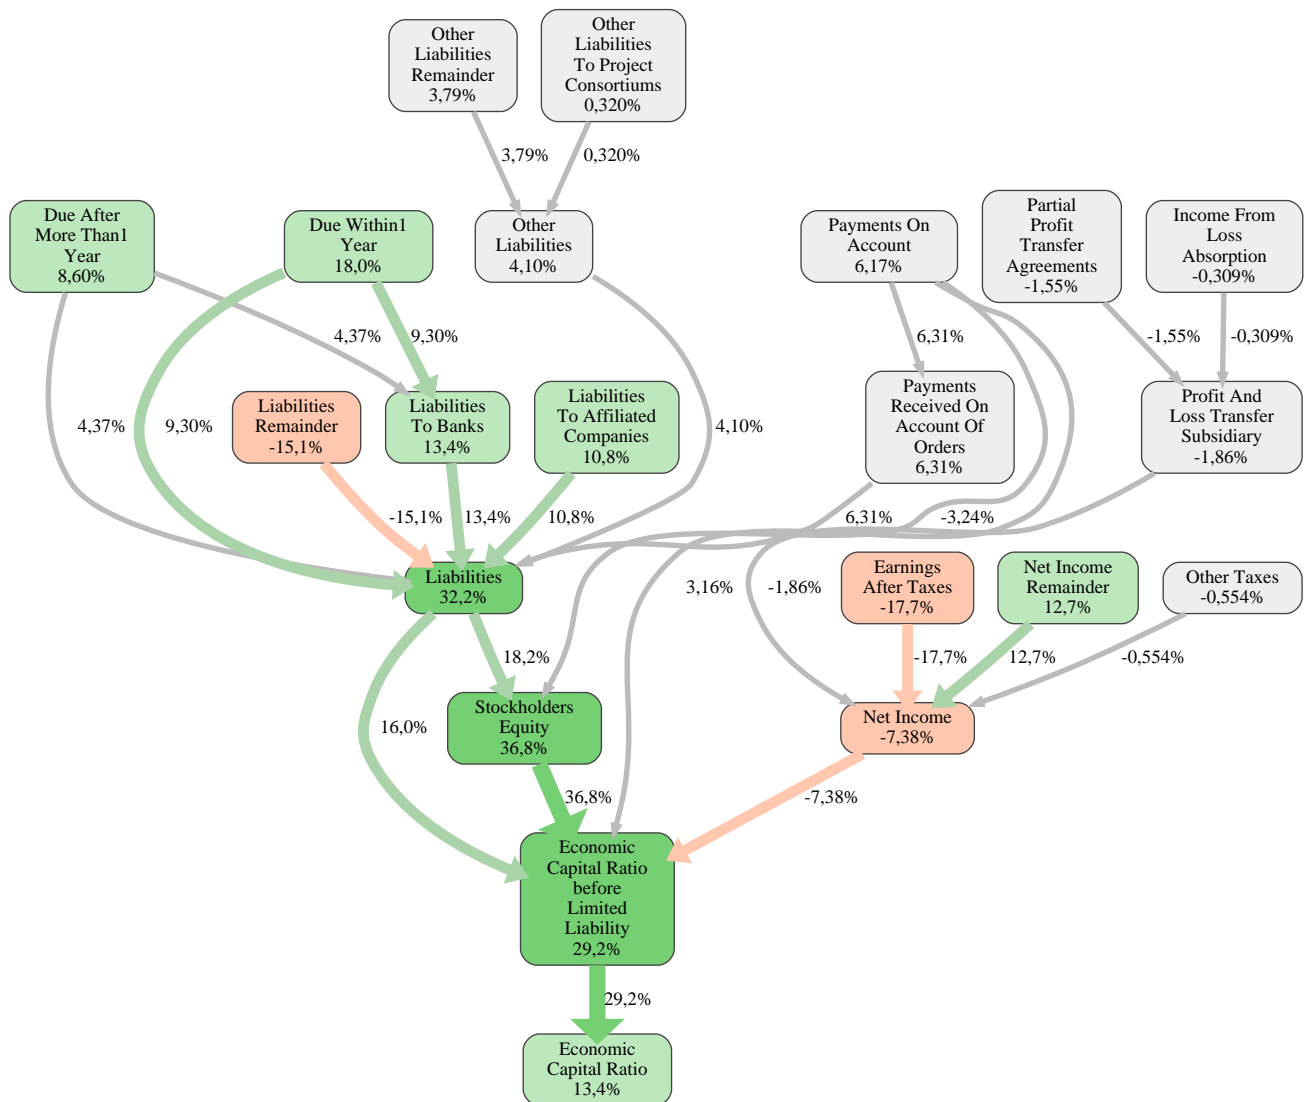 Other
Liabilities
Remainder
3,79%
Other
Liabilities
To Project
Consortiums
0,320%
3,79%
0,320%
Due After
More Than1
Year
8,60%
Due Within1
Year
18,0%
Other
Liabilities
4,10%
Payments On
Account
6,17%
Partial
Profit
Transfer
Agreements
-1,55%
Income From
Loss
Absorption
-0,309%
4,37%
9,30%
6,31%
-1,55%
-0,309%
4,37%
9,30%
Liabilities
Remainder
-15,1%
Liabilities
To Banks
13,4%
Liabilities
To Affiliated
Companies
10,8%
4,10%
Payments
Received On
Account Of
Orders
6,31%
Profit And
Loss Transfer
Subsidiary
-1,86%
-15,1%
13,4%
10,8%
6,31%
-3,24%
Liabilities
32,2%
3,16%
-1,86%
Earnings
After Taxes
-17,7%
Net Income
Remainder
12,7%
Other Taxes
-0,554%
18,2%
-17,7%
12,7%
-0,554%
16,0%
Stockholders
Equity
36,8%
Net Income
-7,38%
36,8%
-7,38%
Economic
Capital Ratio
before
Limited
Liability
29,2%
29,2%
Economic
Capital Ratio
13,4%